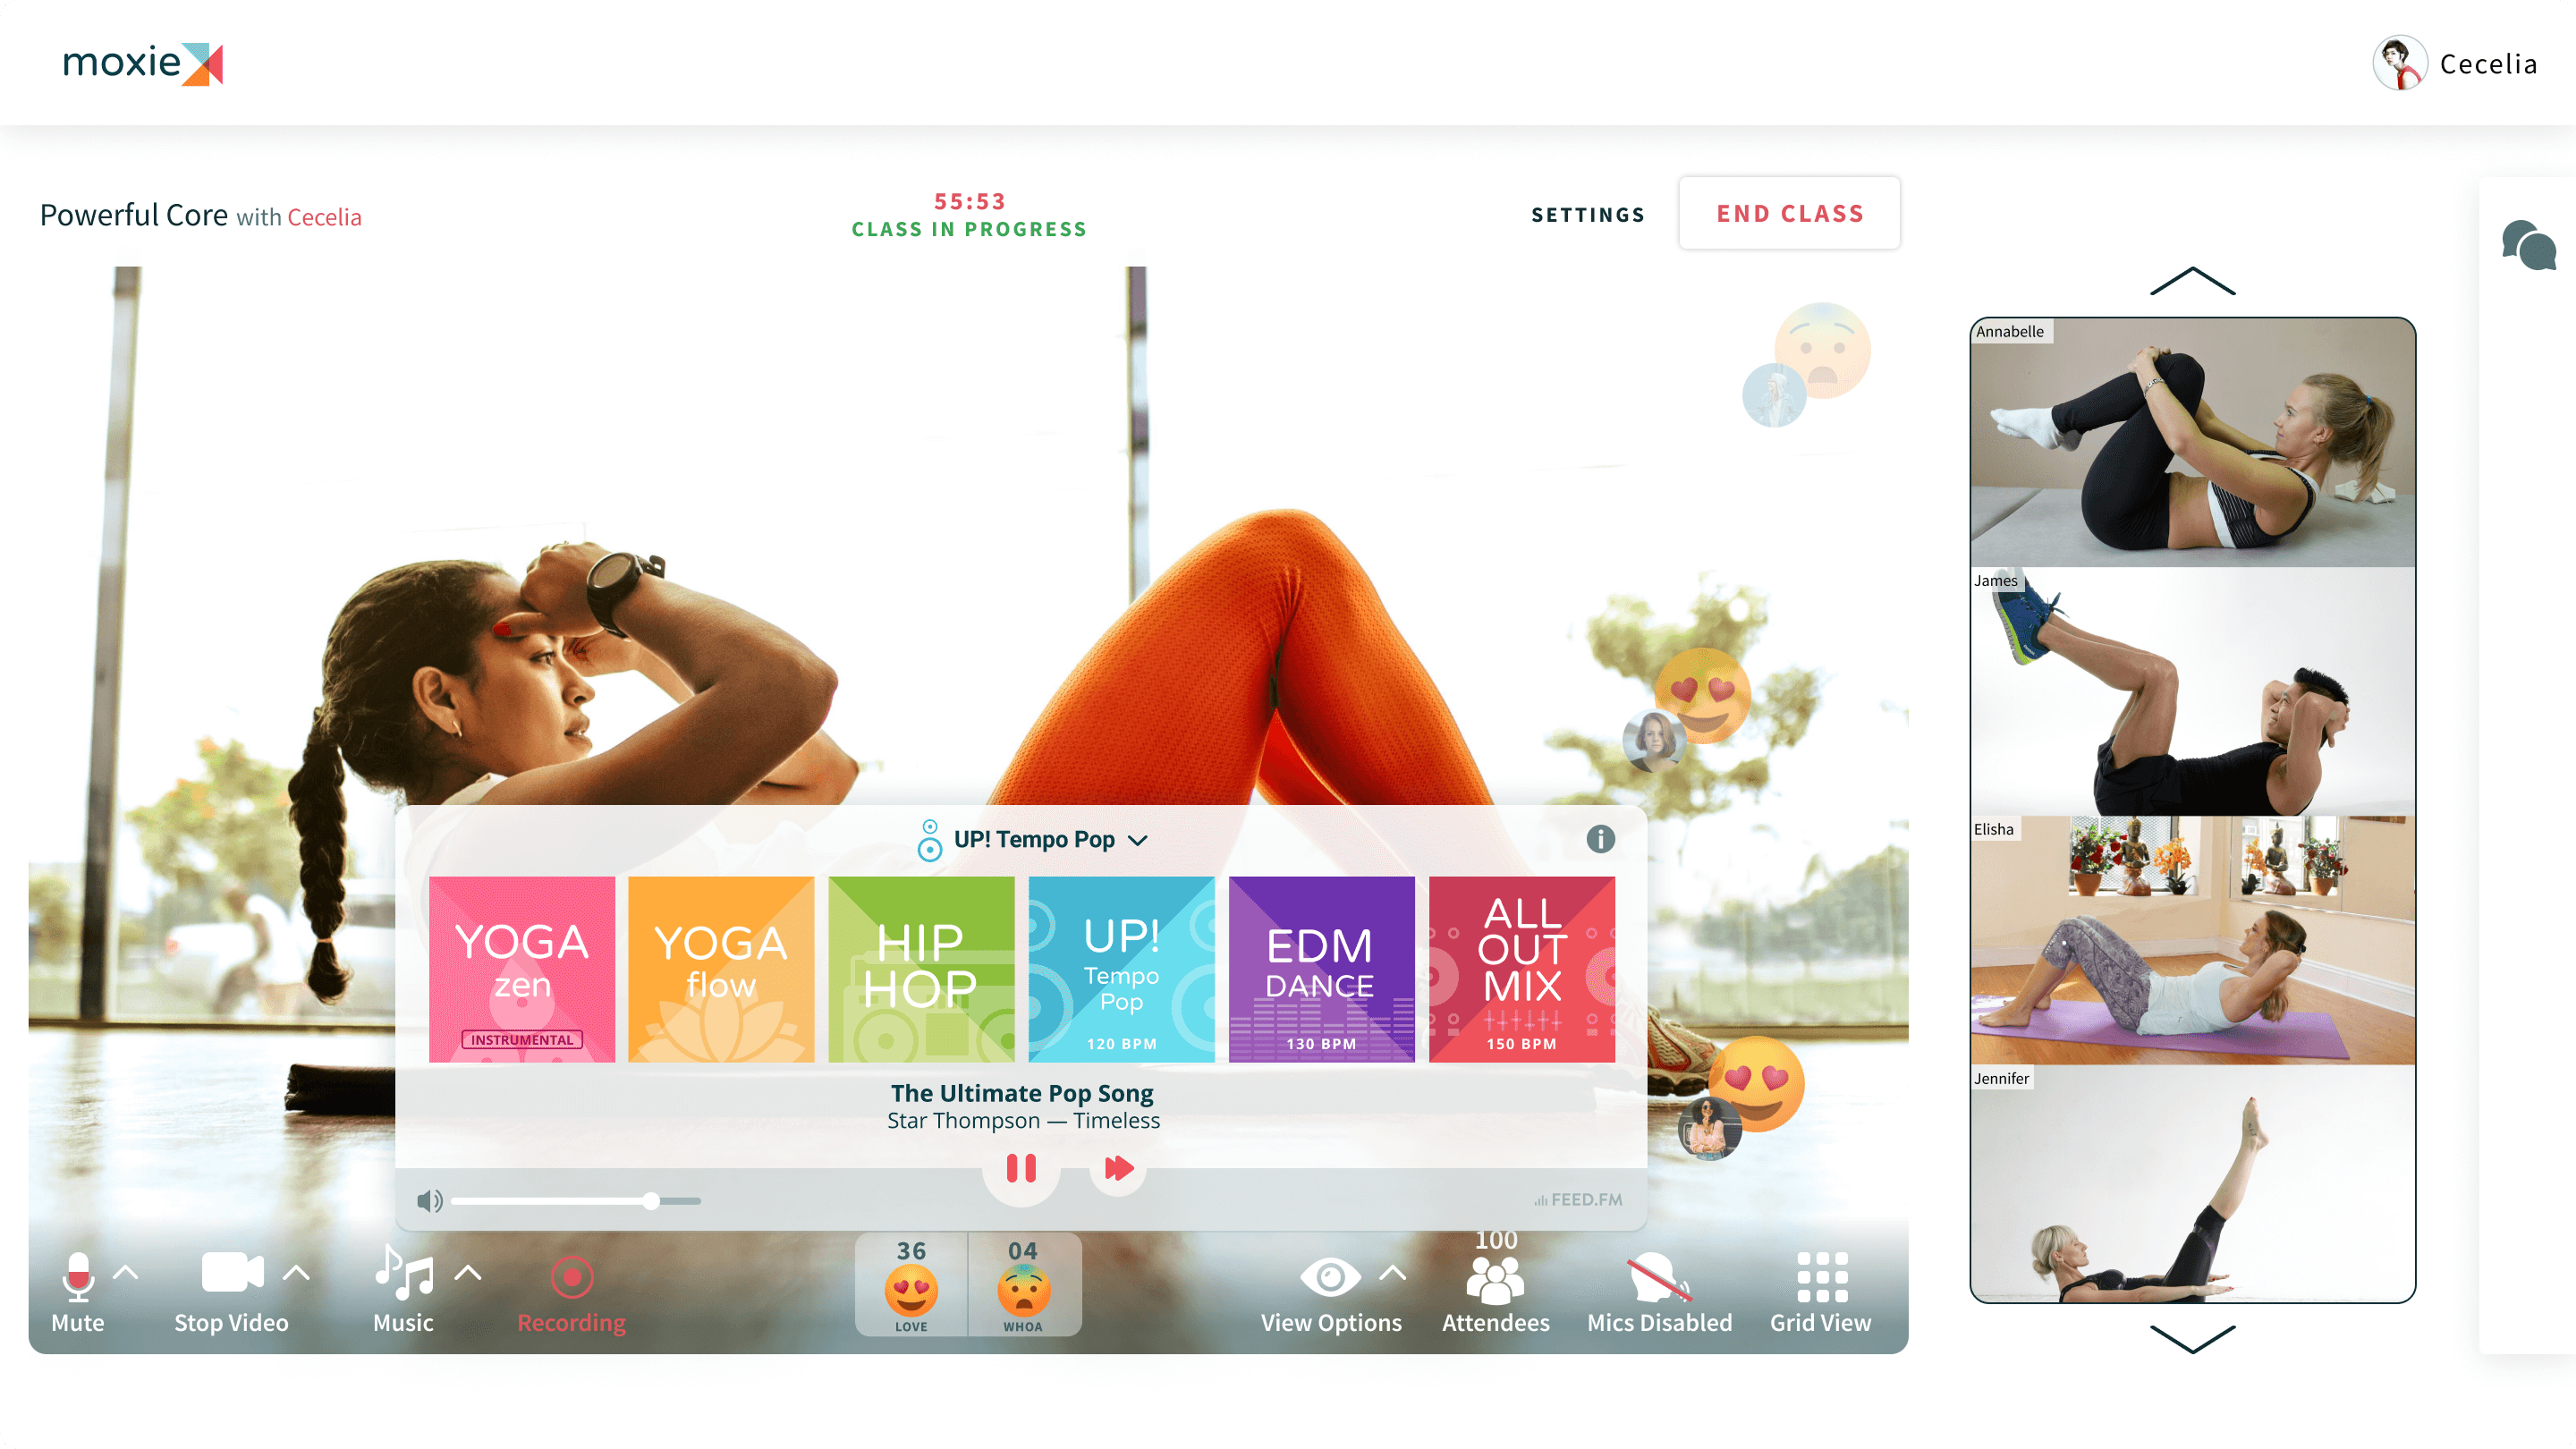 moxie
Cecelia
Powerful Core with Cecelia
55:53
CLASS IN PROGRESS
SETTINGS
END CLASS
Annabelle
James
Elisha
Jennifer
UP! Tempo Pop
YOGA
zen
INSTRUMENTAL
YOGA
flow
HIP
HOP
UP!
Tempo
Pop
120 BPM
EDM
DANCE
130 BPM
ALL
OUT
MIX
150 BPM
The Ultimate Pop Song
Star Thompson — Timeless
FEED.FM
Mute
Stop Video
Music
Recording
36
LOVE
04
WHOA
View Options
100
Attendees
Mics Disabled
Grid View